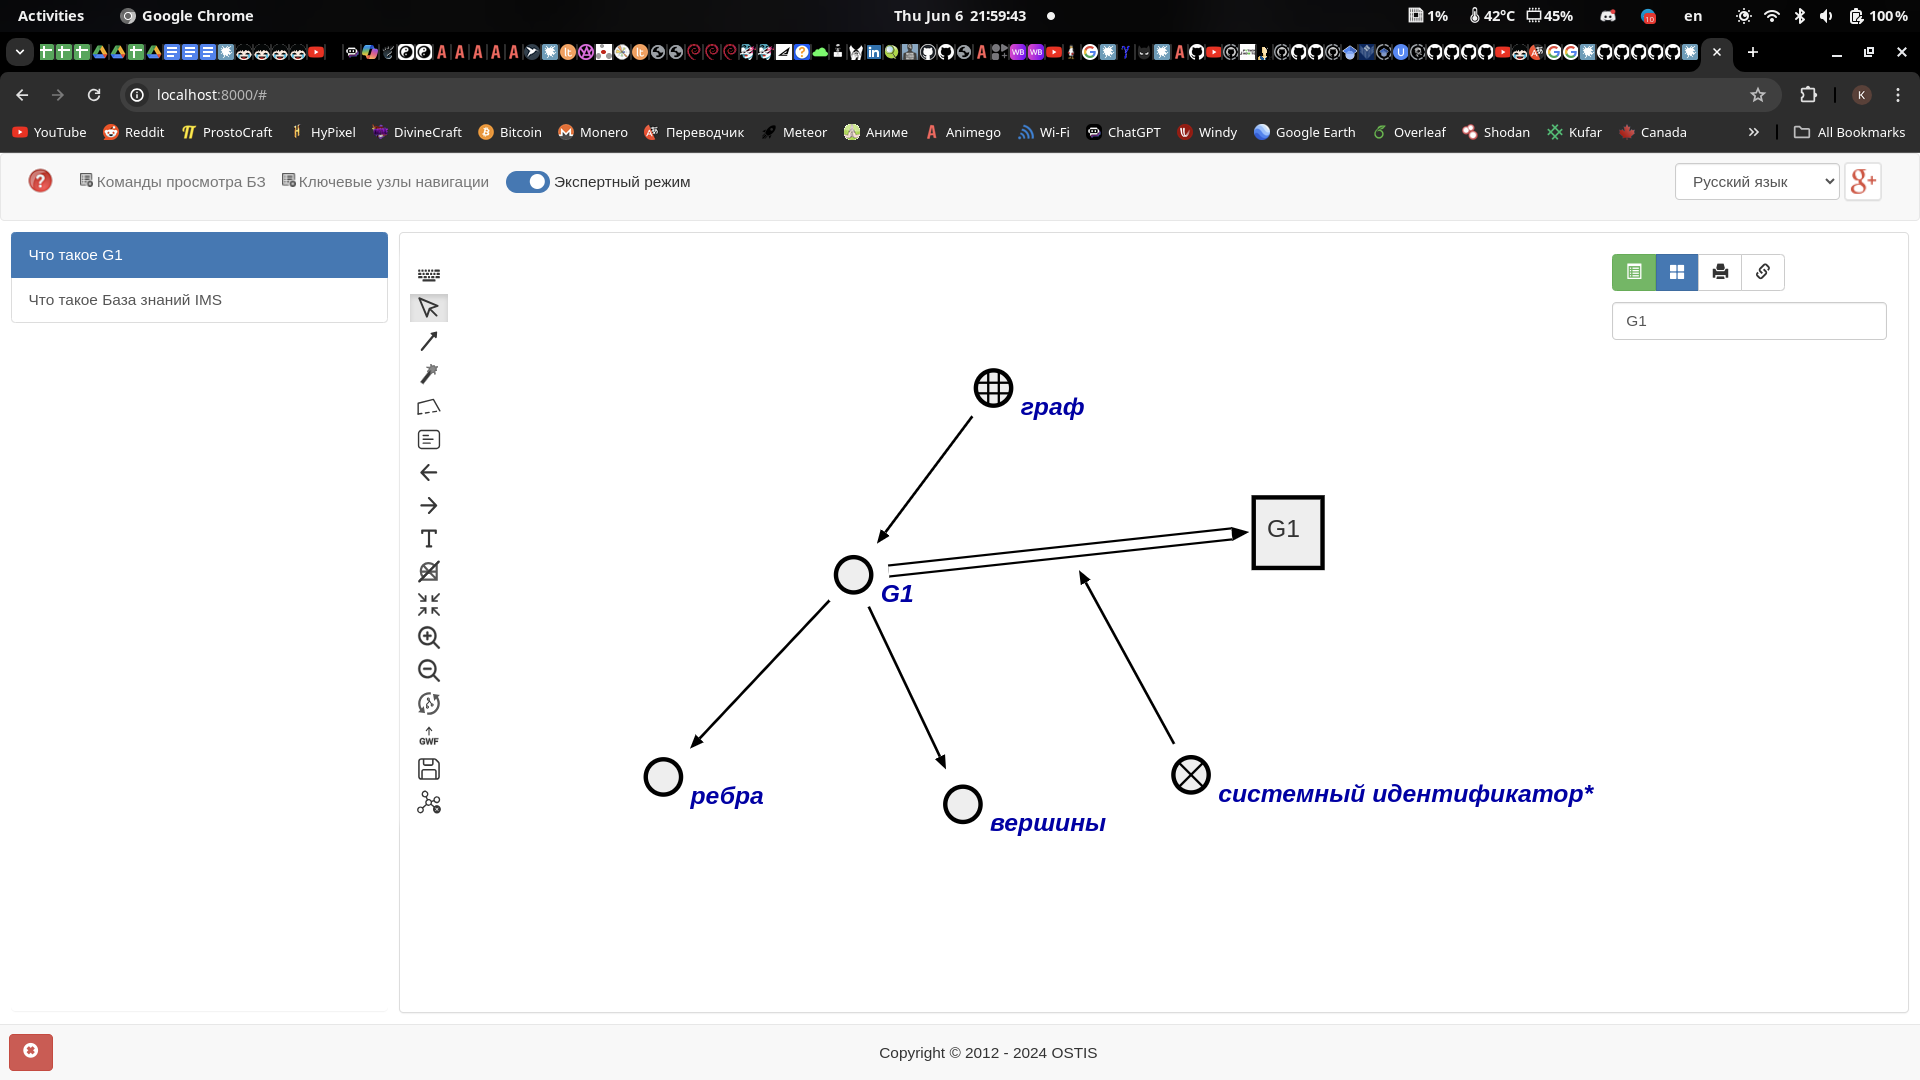 Activities Google Chrome Thu Jun 6 21:59:43 1% 42°C 45% 10 en 100%
localhost:8000/# K
YouTube Reddit ProstoCraft HyPixel DivineCraft Bitcoin Monero Переводчик Meteor Аниме Animego Wi-Fi ChatGPT Windy Google Earth Overleaf Shodan Kufar Canada All Bookmarks
Команды просмотра БЗ Ключевые узлы навигации Экспертный режим Русский язык g+
Что такое G1
Что такое База знаний IMS
G1
граф
G1
G1
GWF
ребра
вершины
системный идентификатор*
Copyright © 2012 - 2024 OSTIS